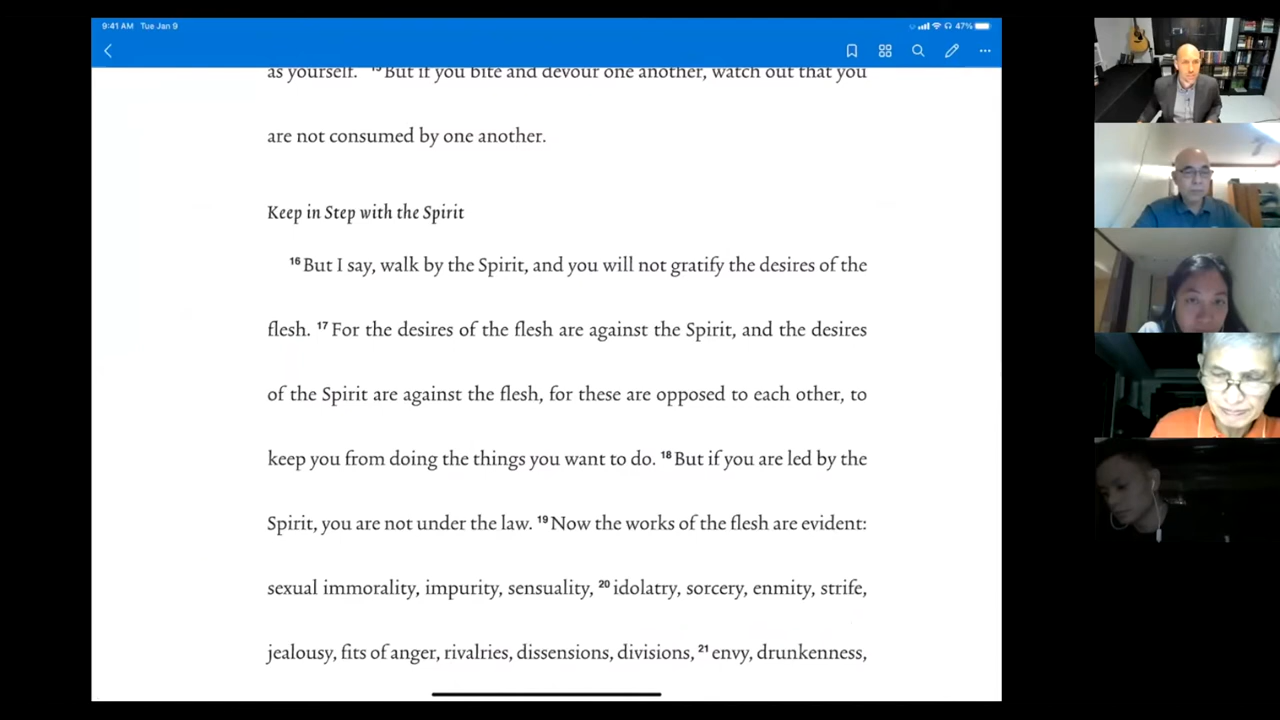 9:41 AM Tue Jan 9
47%
as yourself. 15 But if you bite and devour one another, watch out that you
are not consumed by one another.
Keep in Step with the Spirit
16 But I say, walk by the Spirit, and you will not gratify the desires of the
flesh. 17 For the desires of the flesh are against the Spirit, and the desires
of the Spirit are against the flesh, for these are opposed to each other, to
keep you from doing the things you want to do. 18 But if you are led by the
Spirit, you are not under the law. 19 Now the works of the flesh are evident:
sexual immorality, impurity, sensuality, 20 idolatry, sorcery, enmity, strife,
jealousy, fits of anger, rivalries, dissensions, divisions, 21 envy, drunkenness,